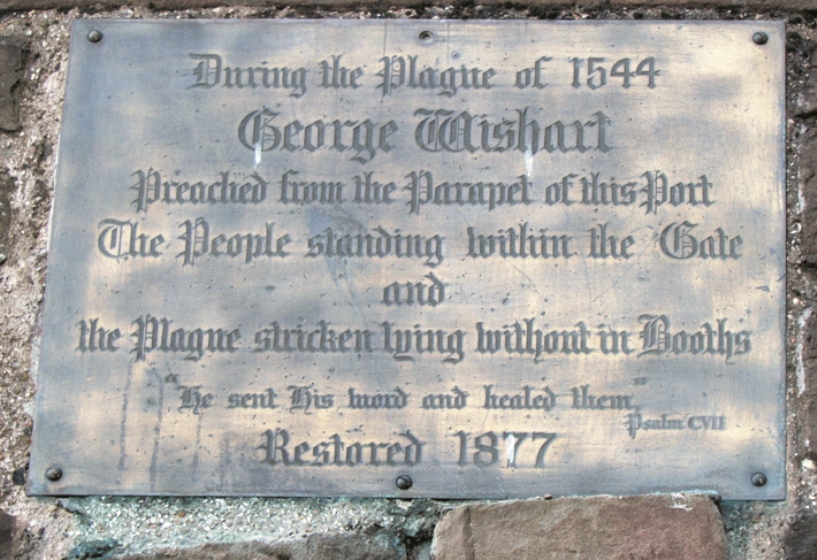 During the Plague of 1544
George Wishart
Preached from the Parapet of this Port
The People standing within the Gate
and
the Plague stricken lying without in Booths
"He sent His word and healed them"
Psalm CVII
Restored 1877